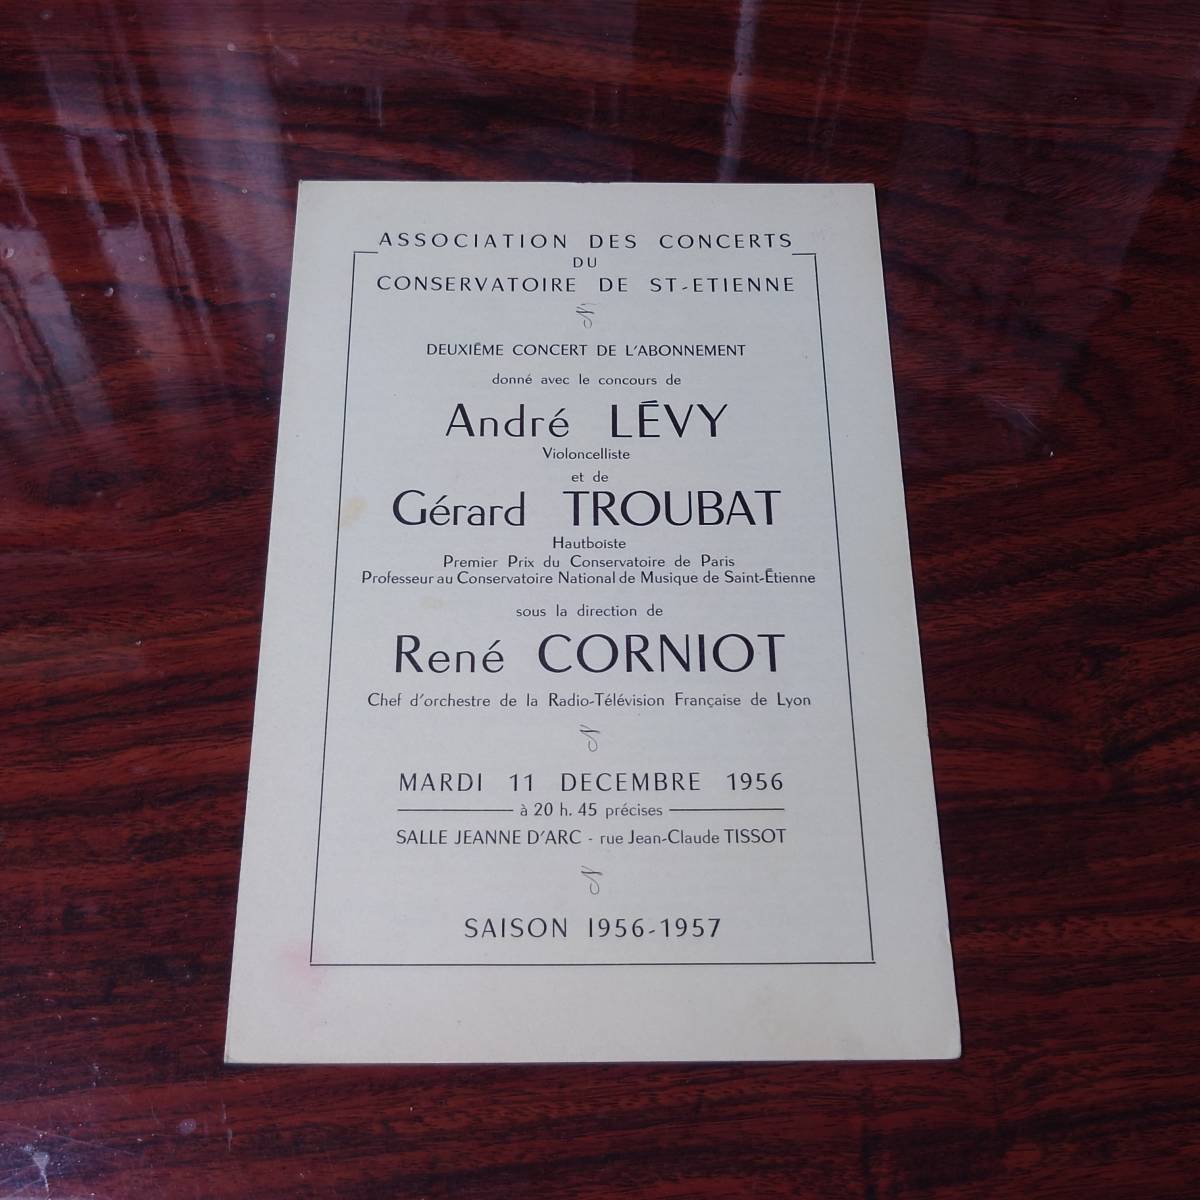 ASSOCIATION DES CONCERTS
DU
CONSERVATOIRE DE ST-ETIENNE
DEUXIÈME CONCERT DE L'ABONNEMENT
donné avec le concours de
André LÉVY
Violoncelliste
et de
Gérard TROUBAT
Hautboïste
Premier Prix du Conservatoire de Paris
Professeur au Conservatoire National de Musique de Saint-Étienne
sous la direction de
René CORNIOT
Chef d'orchestre de la Radio-Télévision Française de Lyon
MARDI 11 DECEMBRE 1956
à 20 h. 45 précises
SALLE JEANNE D'ARC - rue Jean-Claude TISSOT
SAISON 1956-1957